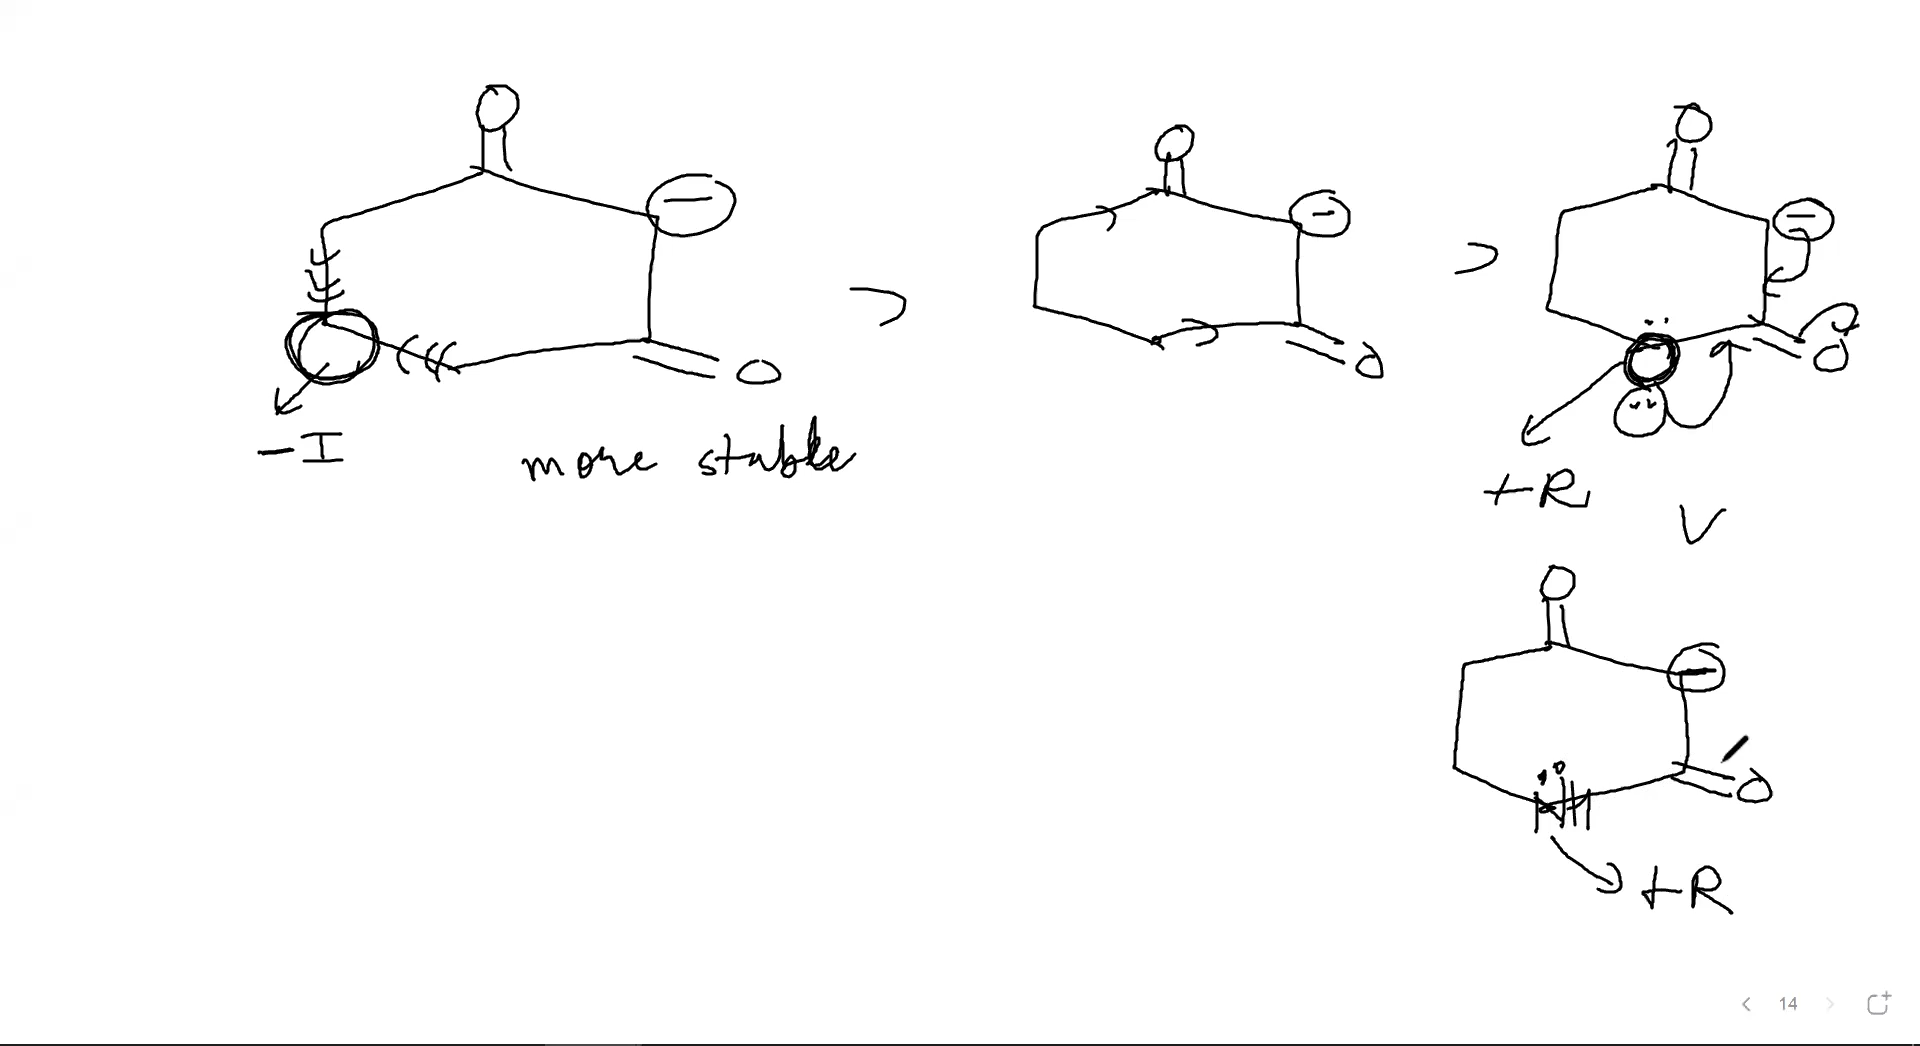 O O O
− − −
> >
O O O
-I more stable
+R
V
O
−
NH O
+R
< 14 >